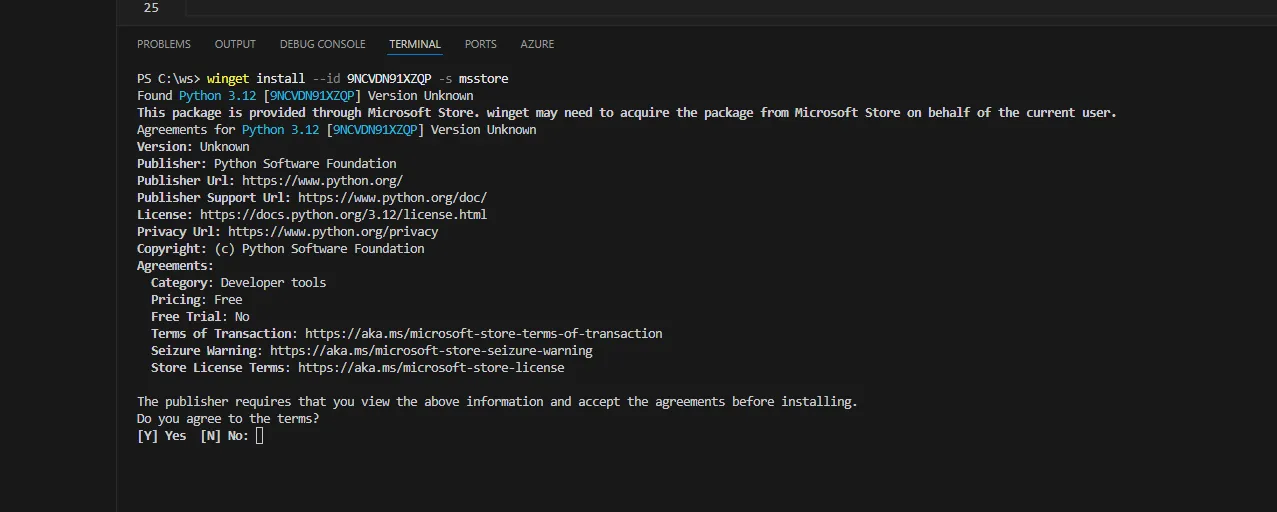 25
PROBLEMS OUTPUT DEBUG CONSOLE TERMINAL PORTS AZURE
PS C:\ws> winget install --id 9NCVDN91XZQP -s msstore
Found Python 3.12 [9NCVDN91XZQP] Version Unknown
This package is provided through Microsoft Store. winget may need to acquire the package from Microsoft Store on behalf of the current user.
Agreements for Python 3.12 [9NCVDN91XZQP] Version Unknown
Version: Unknown
Publisher: Python Software Foundation
Publisher Url: https://www.python.org/
Publisher Support Url: https://www.python.org/doc/
License: https://docs.python.org/3.12/license.html
Privacy Url: https://www.python.org/privacy
Copyright: (c) Python Software Foundation
Agreements:
  Category: Developer tools
  Pricing: Free
  Free Trial: No
  Terms of Transaction: https://aka.ms/microsoft-store-terms-of-transaction
  Seizure Warning: https://aka.ms/microsoft-store-seizure-warning
  Store License Terms: https://aka.ms/microsoft-store-license
The publisher requires that you view the above information and accept the agreements before installing.
Do you agree to the terms?
[Y] Yes  [N] No: